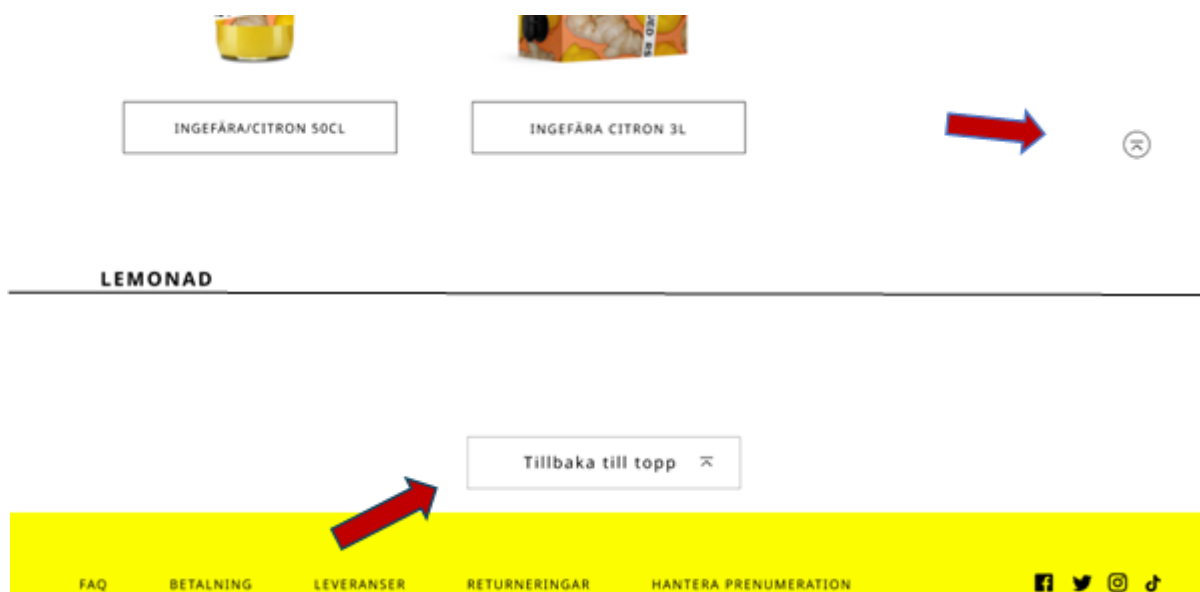 INGEFÄRA/CITRON 50CL
INGEFÄRA CITRON 3L
LEMONAD
Tillbaka till topp
FAQ BETALNING LEVERANSER RETURNERINGAR HANTERA PRENUMERATION